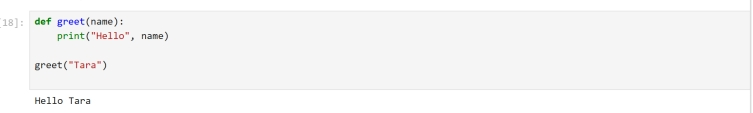 [18]: def greet(name):
    print("Hello", name)
greet("Tara")
Hello Tara